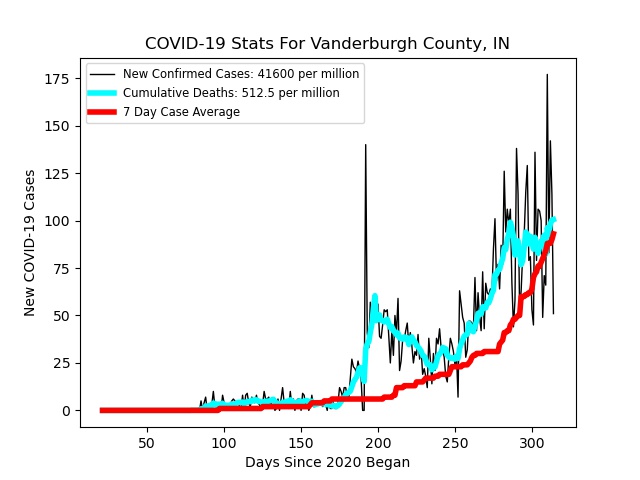 COVID-19 Stats For Vanderburgh County, IN
New Confirmed Cases: 41600 per million
Cumulative Deaths: 512.5 per million
7 Day Case Average
New COVID-19 Cases
175
150
125
100
75
50
25
0
50 100 150 200 250 300
Days Since 2020 Began